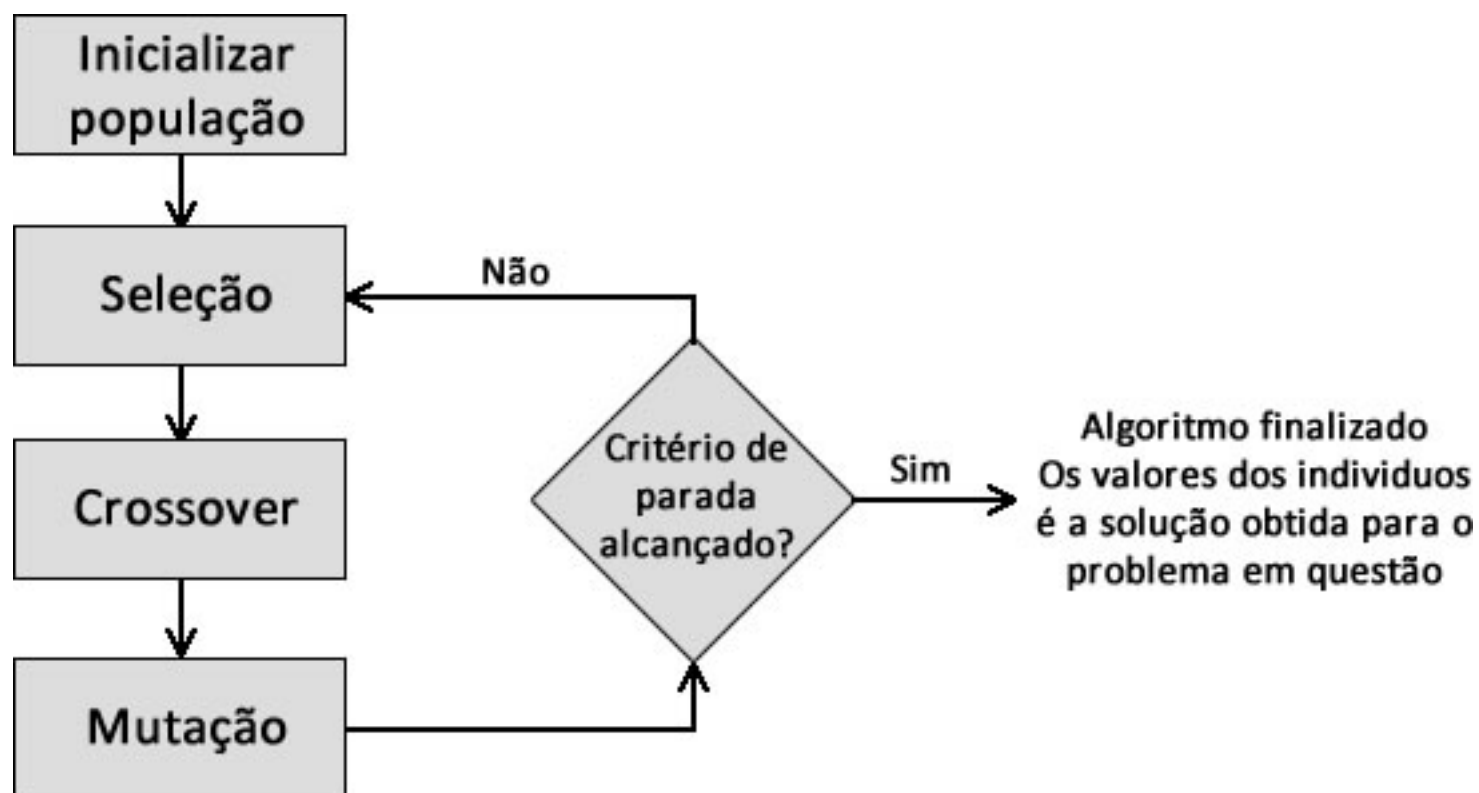 Inicializar
população
Seleção
Crossover
Mutação
Não
Critério de
parada
alcançado?
Sim
Algoritmo finalizado
Os valores dos individuos
é a solução obtida para o
problema em questão